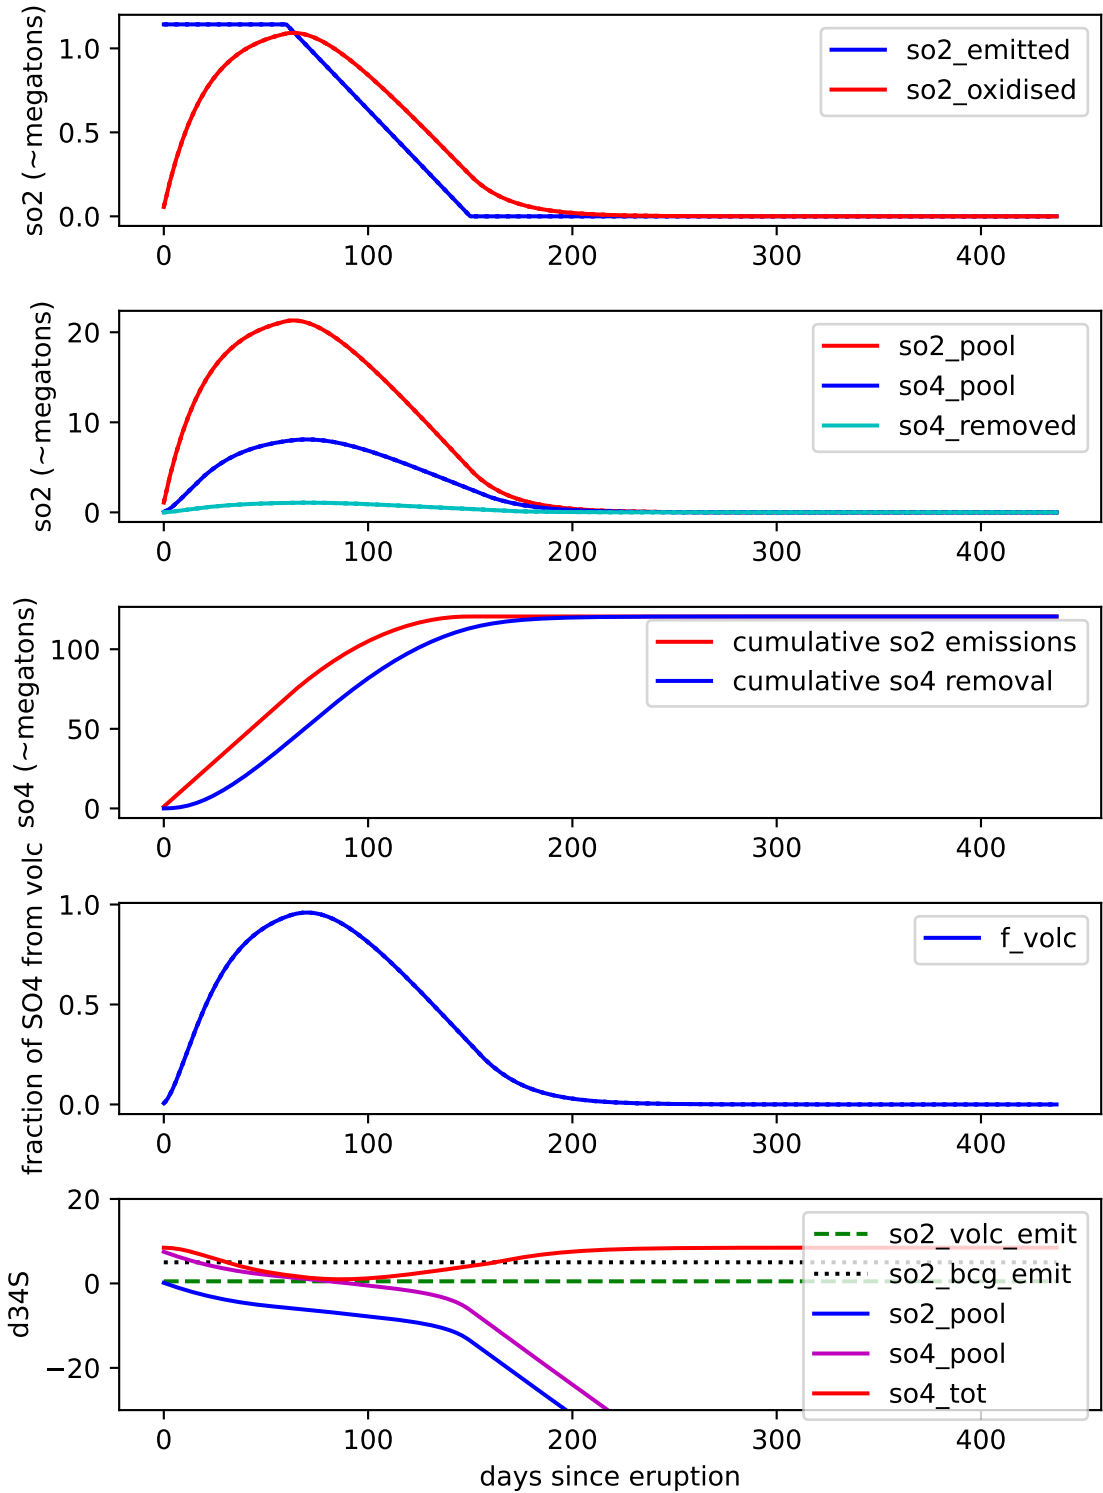 so2 (~megatons)
1.0
0.5
0.0
so2_emitted
so2_oxidised
0 100 200 300 400
so2 (~megatons)
20
10
0
so2_pool
so4_pool
so4_removed
0 100 200 300 400
so4 (~megatons)
100
50
0
cumulative so2 emissions
cumulative so4 removal
0 100 200 300 400
fraction of SO4 from volc
1.0
0.5
0.0
f_volc
0 100 200 300 400
d34S
20
0
−20
so2_volc_emit
so2_bcg_emit
so2_pool
so4_pool
so4_tot
0 100 200 300 400
days since eruption